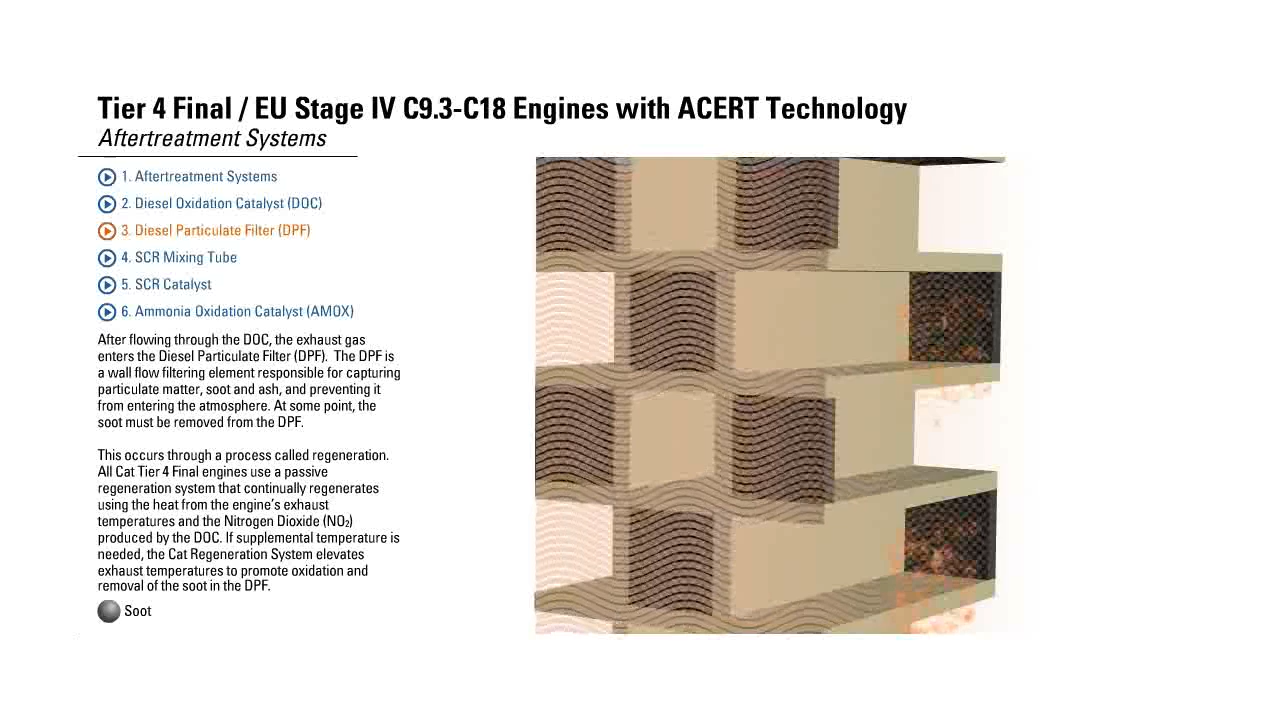 Tier 4 Final / EU Stage IV C9.3-C18 Engines with ACERT Technology
Aftertreatment Systems
1. Aftertreatment Systems
2. Diesel Oxidation Catalyst (DOC)
3. Diesel Particulate Filter (DPF)
4. SCR Mixing Tube
5. SCR Catalyst
6. Ammonia Oxidation Catalyst (AMOX)
After flowing through the DOC, the exhaust gas
enters the Diesel Particulate Filter (DPF).  The DPF is
a wall flow filtering element responsible for capturing
particulate matter, soot and ash, and preventing it
from entering the atmosphere. At some point, the
soot must be removed from the DPF.
This occurs through a process called regeneration.
All Cat Tier 4 Final engines use a passive
regeneration system that continually regenerates
using the heat from the engine's exhaust
temperatures and the Nitrogen Dioxide (NO₂)
produced by the DOC. If supplemental temperature is
needed, the Cat Regeneration System elevates
exhaust temperatures to promote oxidation and
removal of the soot in the DPF.
Soot